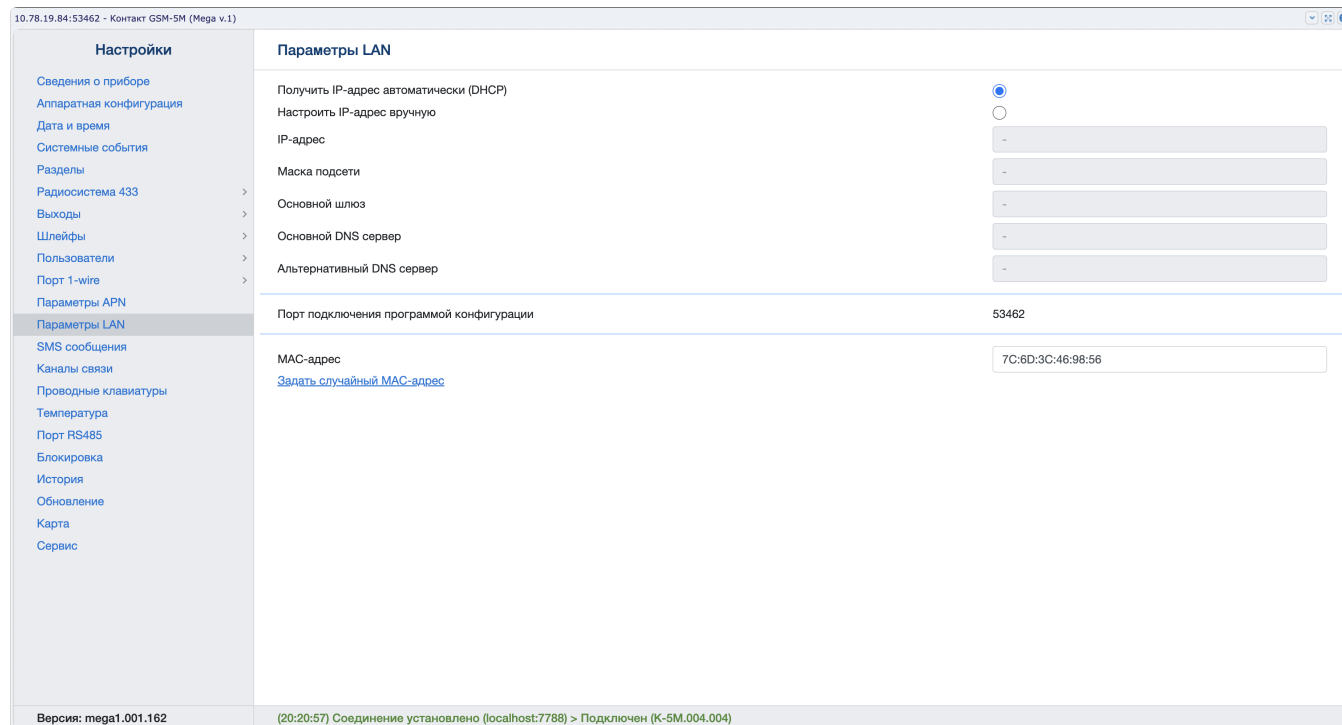 10.78.19.84:53462 - Контакт GSM-5M (Mega v.1)
Настройки
Сведения о приборе
Аппаратная конфигурация
Дата и время
Системные события
Разделы
Радиосистема 433
Выходы
Шлейфы
Пользователи
Порт 1-wire
Параметры APN
Параметры LAN
SMS сообщения
Каналы связи
Проводные клавиатуры
Температура
Порт RS485
Блокировка
История
Обновление
Карта
Сервис
Версия: mega1.001.162
Параметры LAN
Получить IP-адрес автоматически (DHCP)
Настроить IP-адрес вручную
IP-адрес -
Маска подсети -
Основной шлюз -
Основной DNS сервер -
Альтернативный DNS сервер -
Порт подключения программой конфигурации 53462
MAC-адрес 7C:6D:3C:46:98:56
Задать случайный MAC-адрес
(20:20:57) Соединение установлено (localhost:7788) > Подключен (K-5M.004.004)